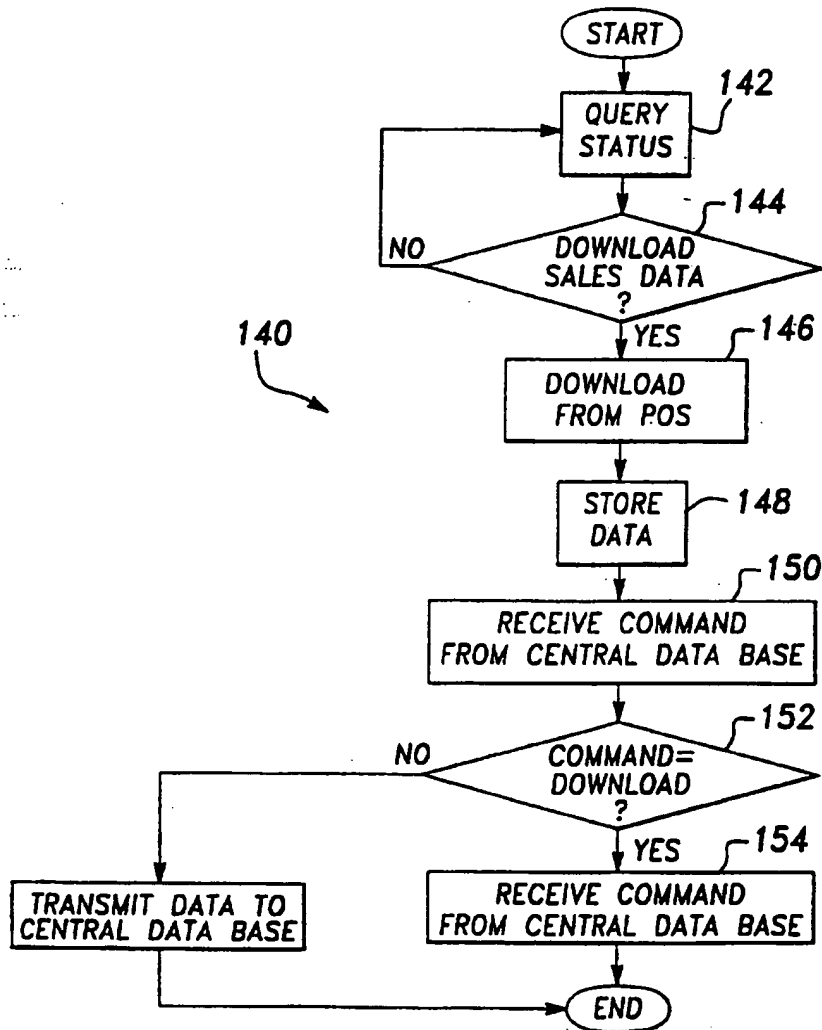 START
142
QUERY
STATUS
144
NO
DOWNLOAD
SALES DATA
?
YES
146
140
DOWNLOAD
FROM POS
STORE
DATA
148
150
RECEIVE COMMAND
FROM CENTRAL DATA BASE
152
NO
COMMAND=
DOWNLOAD
?
YES
154
TRANSMIT DATA TO
CENTRAL DATA BASE
RECEIVE COMMAND
FROM CENTRAL DATA BASE
END